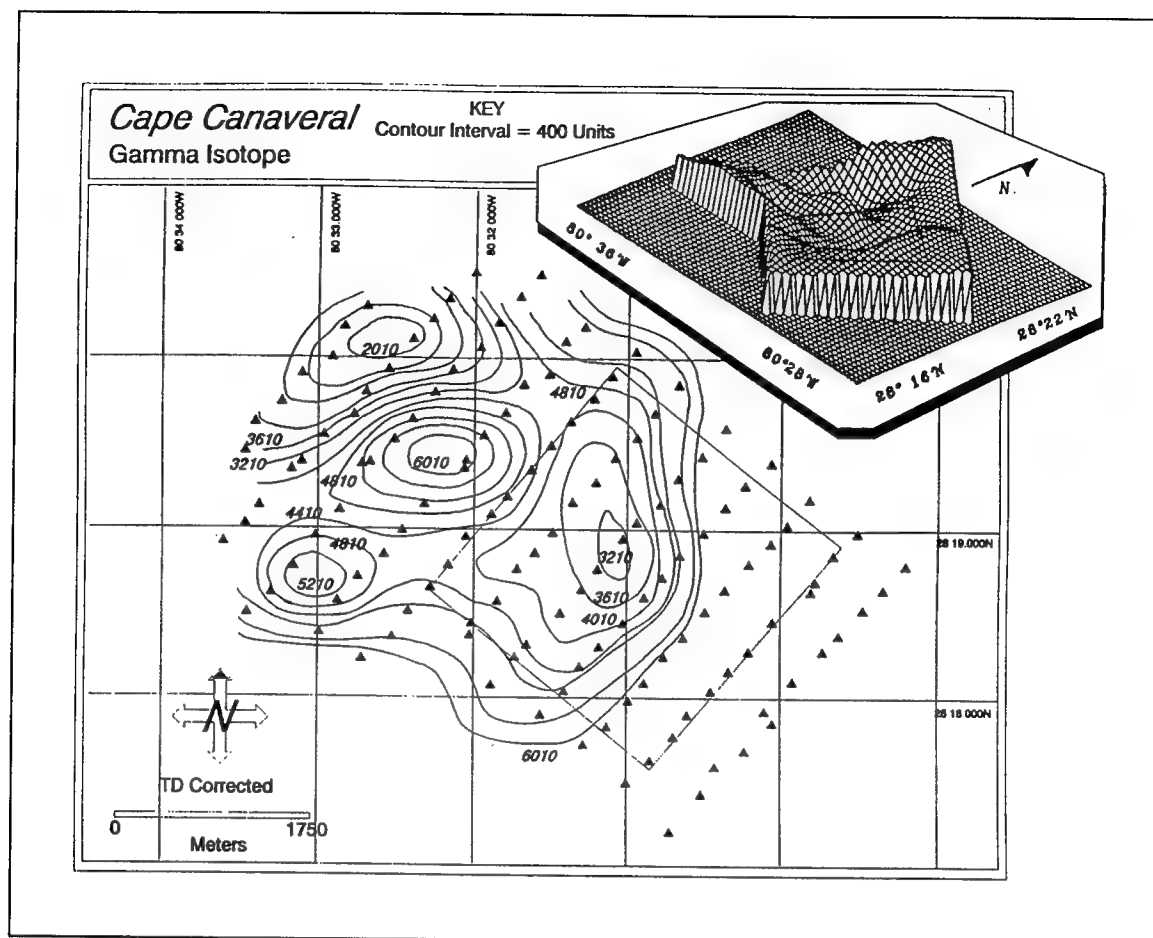 Cape Canaveral
KEY
Contour Interval = 400 Units
Gamma Isotope
N.
80° 36'W
80°28'W
28° 16'N
28°22'N
80 34 000W
80 33.000W
80 32 000W
2010
4810
3610
3210
6010
4810
4410
4810
5210
3210
3610
4010
28 19.000N
28 18 000N
6010
N
TD Corrected
0
1750
Meters